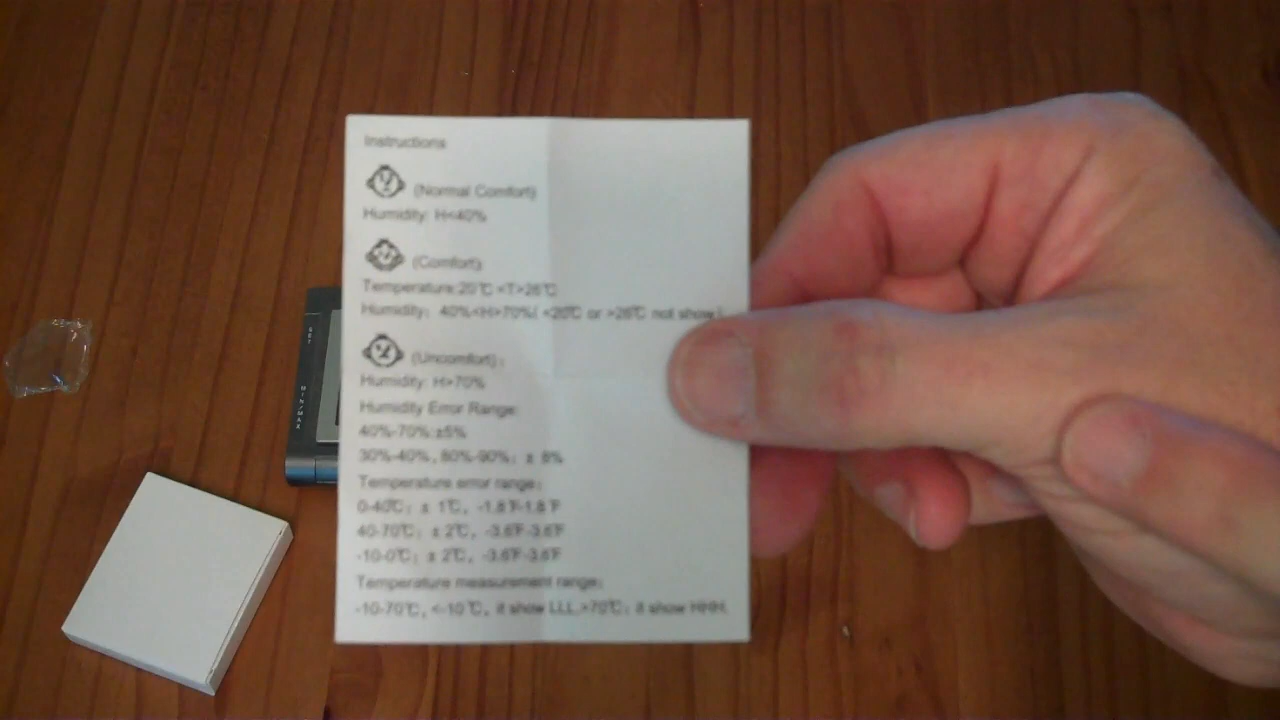 Instructions
(Normal Comfort)
Humidity: H<40%
(Comfort):
Temperature:20℃ <T>26℃
Humidity: 40%<H>70%( <20℃ or >26℃ not show )
(Uncomfort) :
Humidity: H>70%
Humidity Error Range:
40%-70%:±5%
30%-40%, 80%-90%: ± 8%
Temperature error range:
0-40℃: ± 1℃, -1.8℉-1.8℉
40-70℃: ± 2℃, -3.6℉-3.6℉
-10-0℃: ± 2℃, -3.6℉-3.6℉
Temperature measurement range:
-10-70℃, <-10℃, it show LLL,>70℃: it show HHH.
SET
MIN/MAX